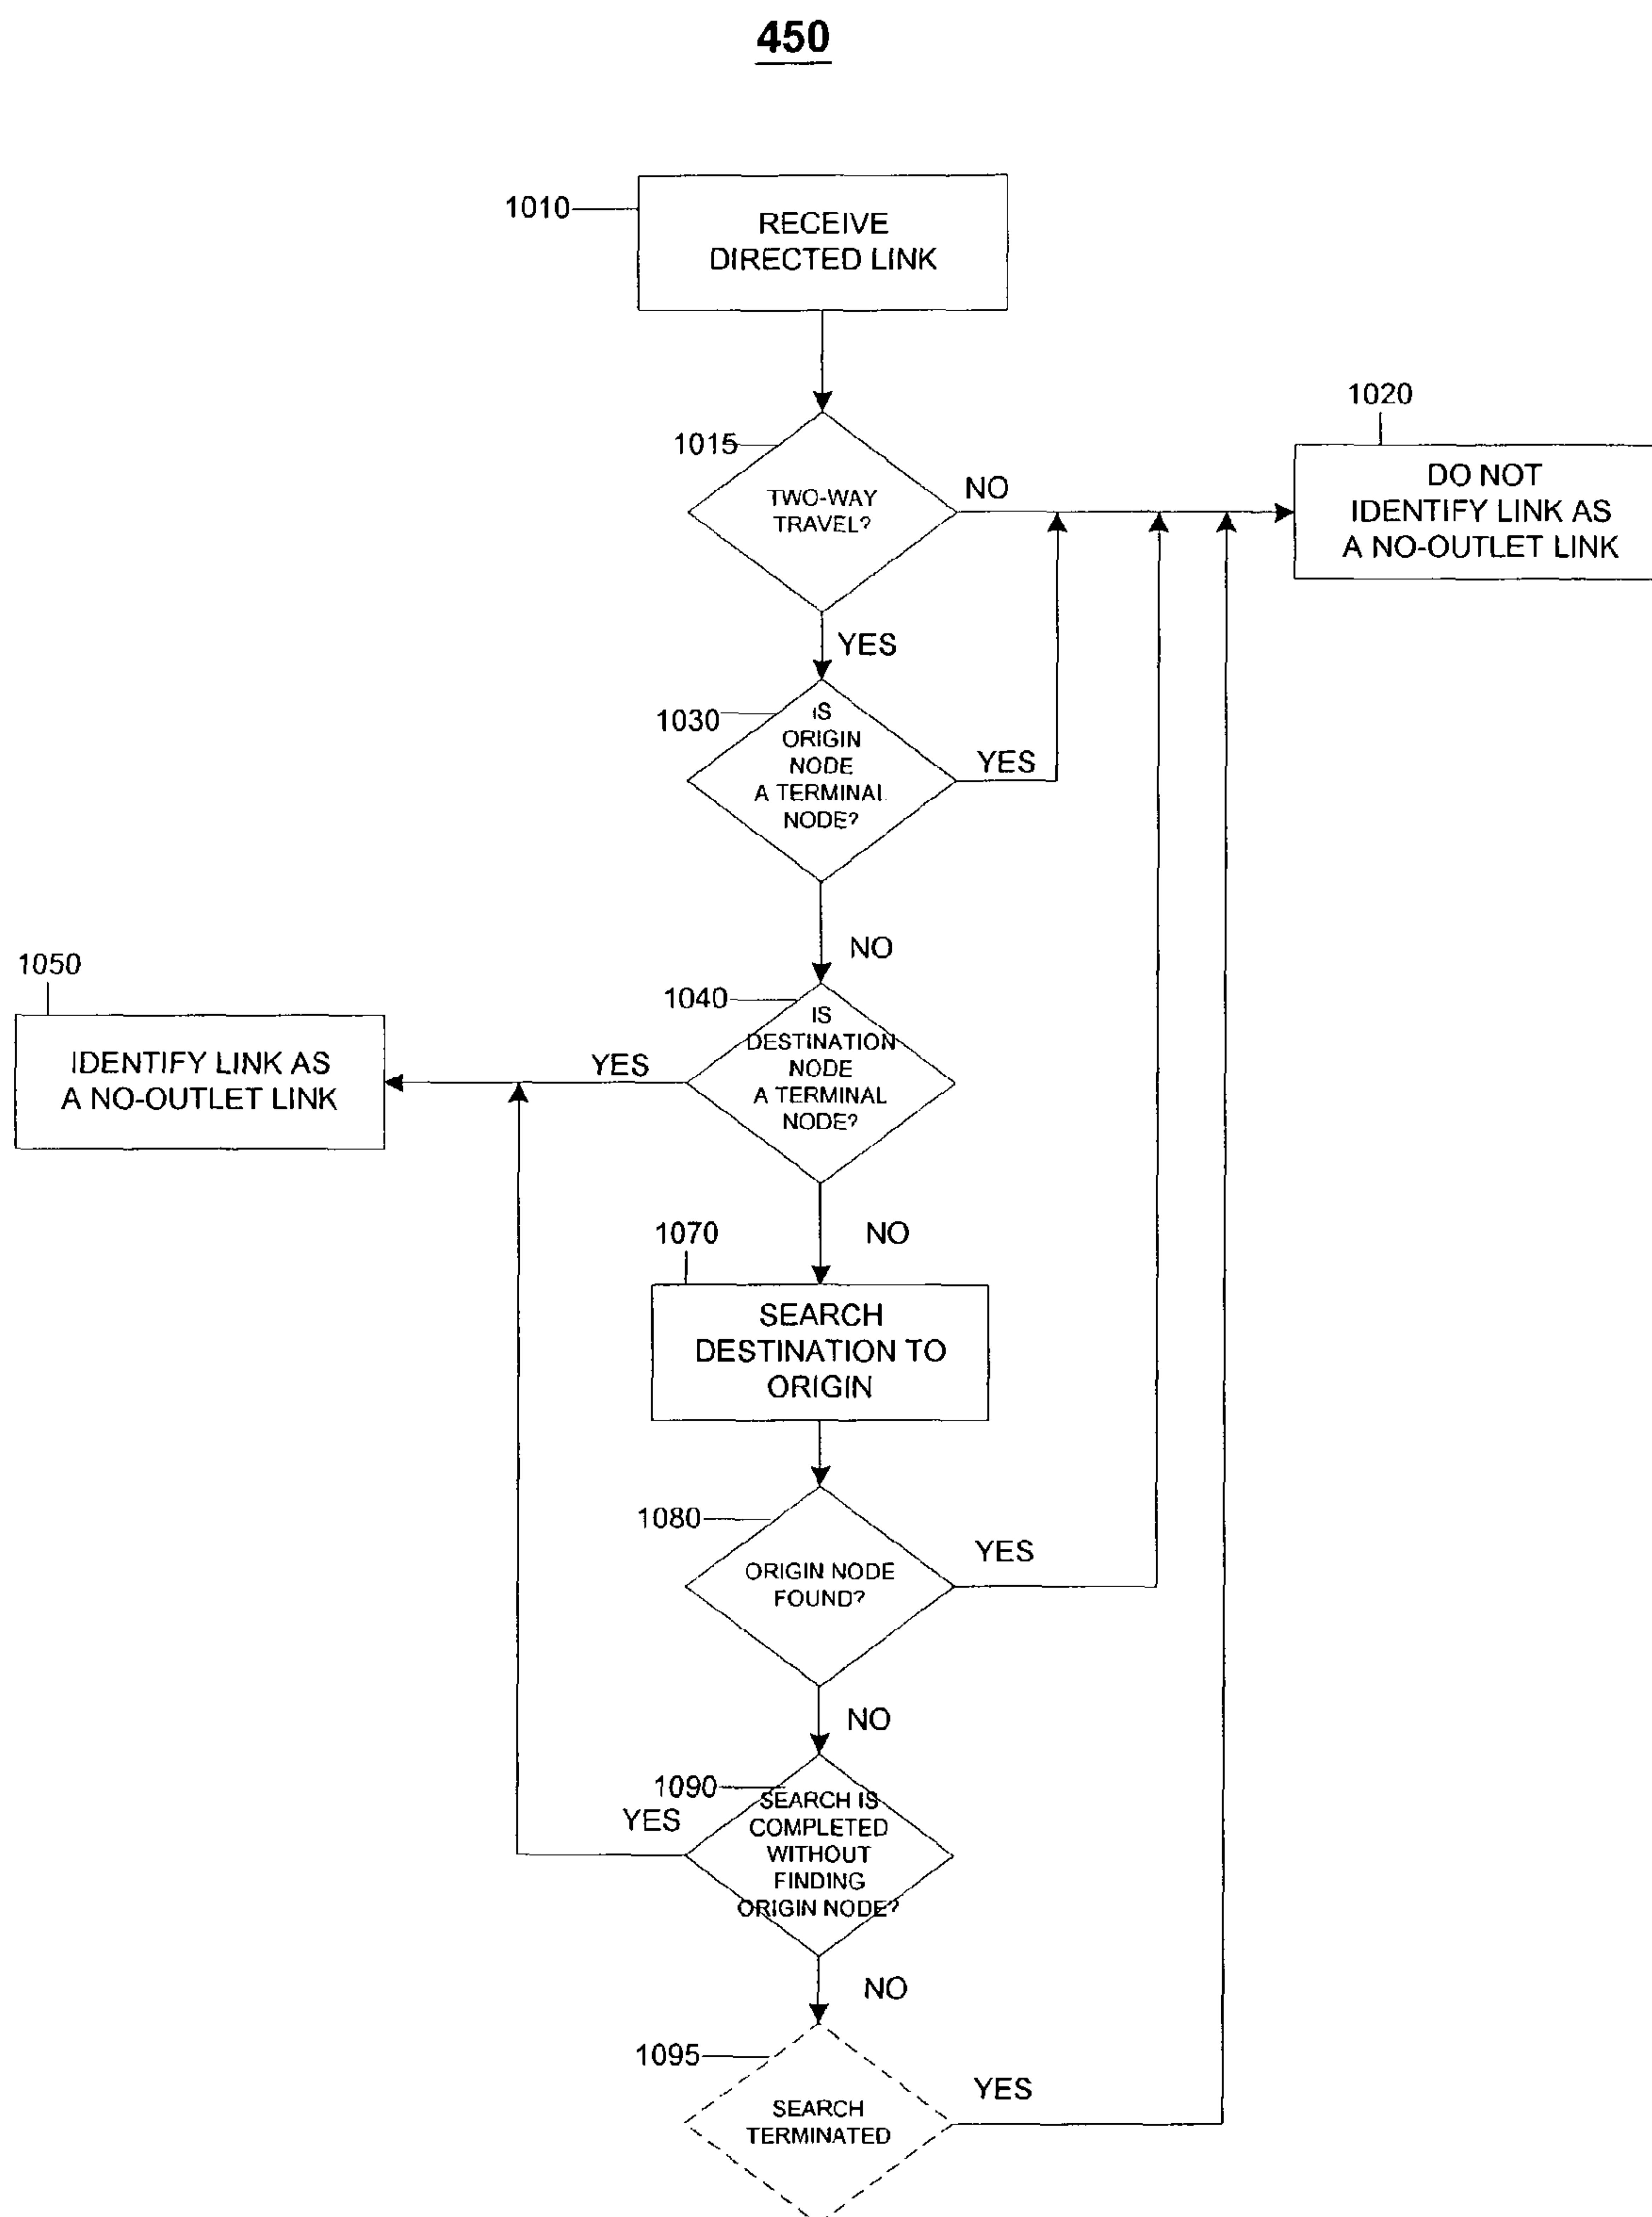 450
1010
RECEIVE
DIRECTED LINK
1020
DO NOT
IDENTIFY LINK AS
A NO-OUTLET LINK
1015
TWO-WAY
TRAVEL?
NO
YES
1030
IS
ORIGIN
NODE
A TERMINAL
NODE?
YES
NO
1050
IDENTIFY LINK AS
A NO-OUTLET LINK
1040
IS
DESTINATION
NODE
A TERMINAL
NODE?
YES
NO
1070
SEARCH
DESTINATION TO
ORIGIN
1080
ORIGIN NODE
FOUND?
YES
NO
1090
SEARCH IS
COMPLETED
WITHOUT
FINDING
ORIGIN NODE?
YES
NO
1095
SEARCH
TERMINATED
YES